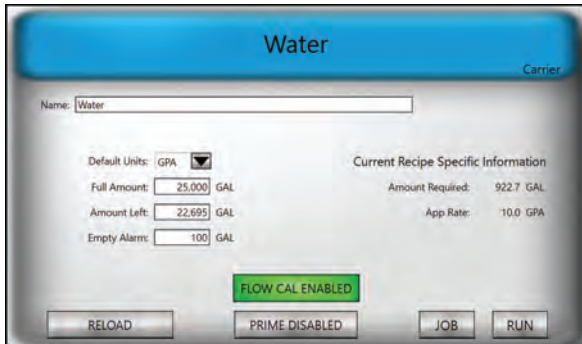 Water
Carrier
Name: Water
Default Units: GPA
Current Recipe Specific Information
Full Amount: 25,000 GAL
Amount Required: 922.7 GAL
Amount Left: 22,695 GAL
App Rate: 10.0 GPA
Empty Alarm: 100 GAL
FLOW CAL ENABLED
RELOAD PRIME DISABLED JOB RUN